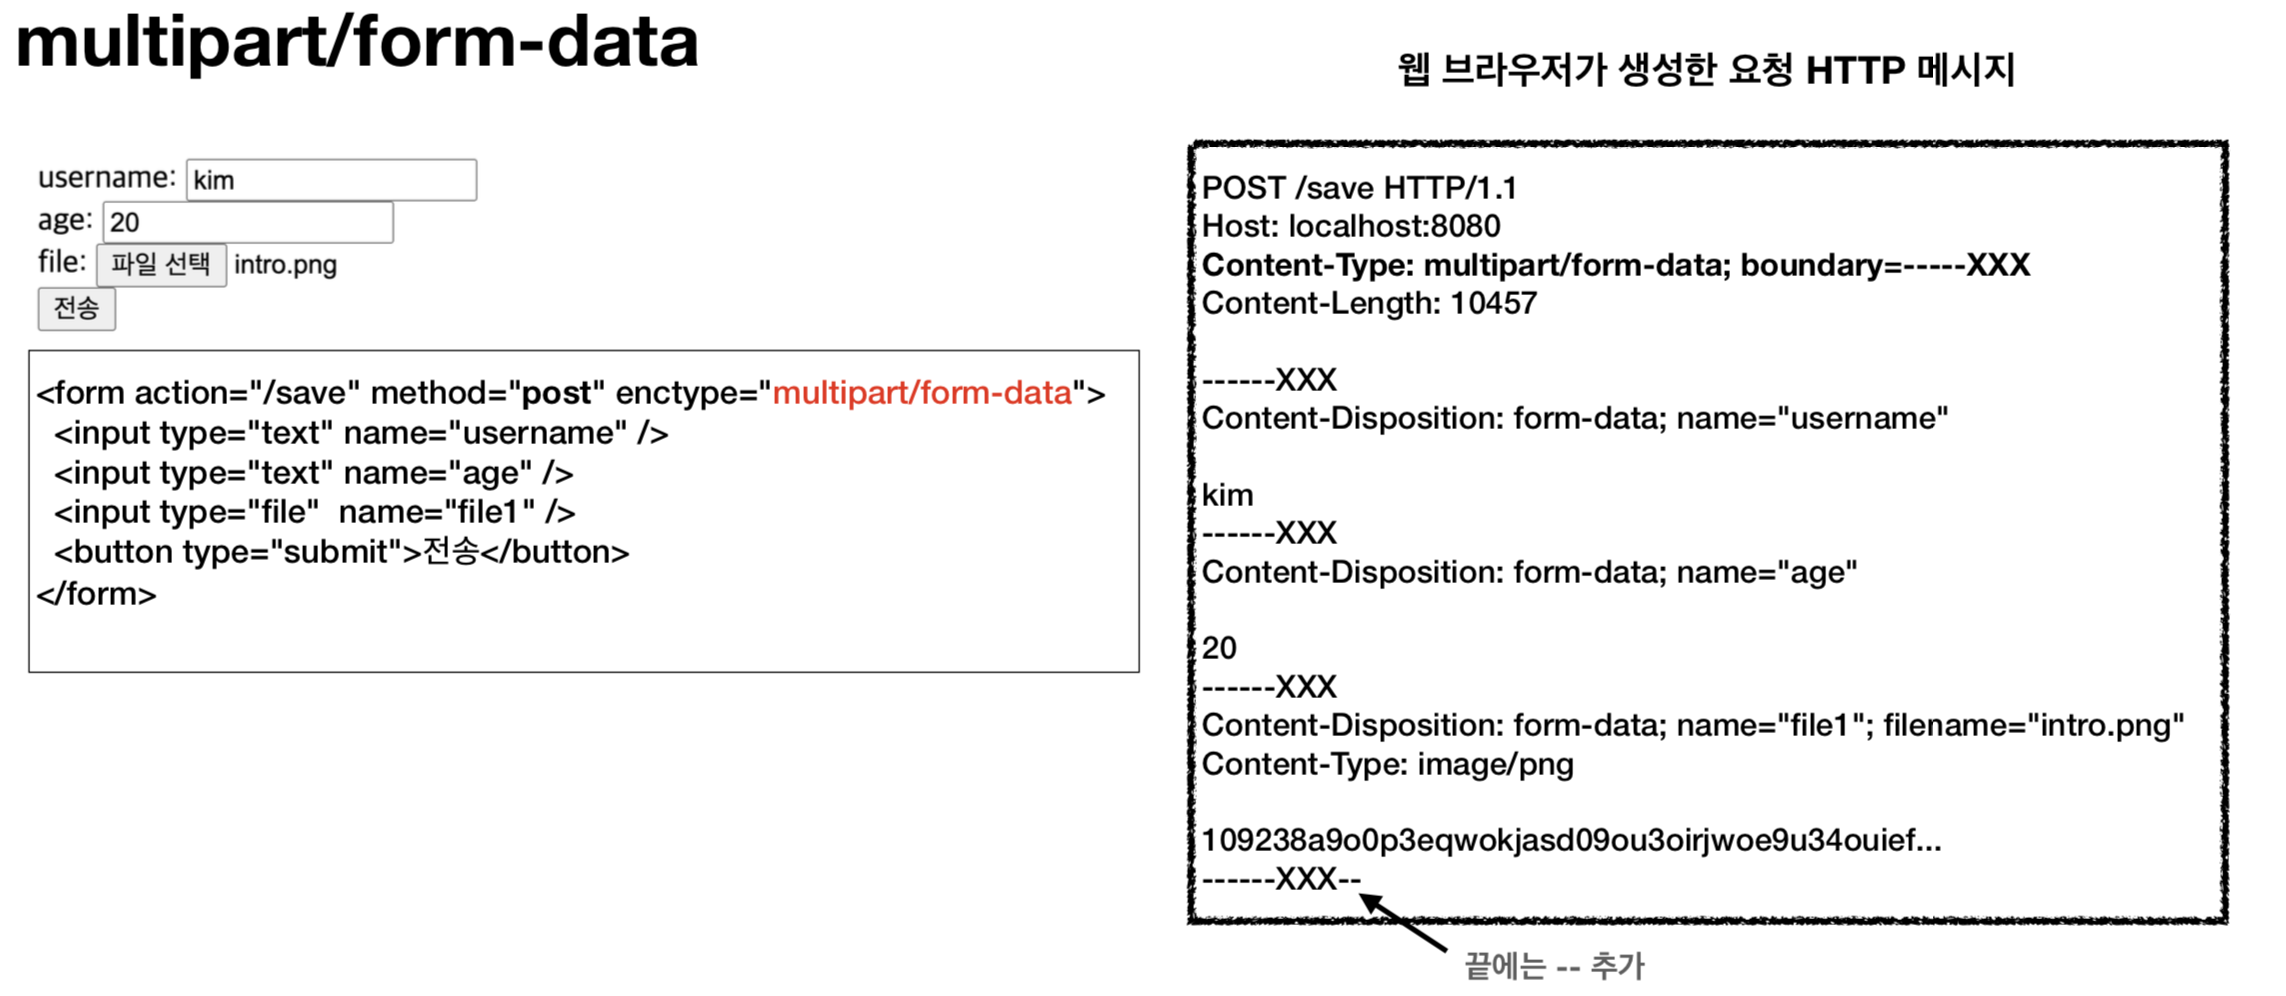 multipart/form-data
username: kim
age: 20
file: 파일 선택 intro.png
전송
<form action="/save" method="post" enctype="multipart/form-data">
<input type="text" name="username" />
<input type="text" name="age" />
<input type="file"  name="file1" />
<button type="submit">전송</button>
</form>
웹 브라우저가 생성한 요청 HTTP 메시지
POST /save HTTP/1.1
Host: localhost:8080
Content-Type: multipart/form-data; boundary=-----XXX
Content-Length: 10457
------XXX
Content-Disposition: form-data; name="username"
kim
------XXX
Content-Disposition: form-data; name="age"
20
------XXX
Content-Disposition: form-data; name="file1"; filename="intro.png"
Content-Type: image/png
109238a9o0p3eqwokjasd09ou3oirjwoe9u34ouief...
------XXX--
끝에는 -- 추가